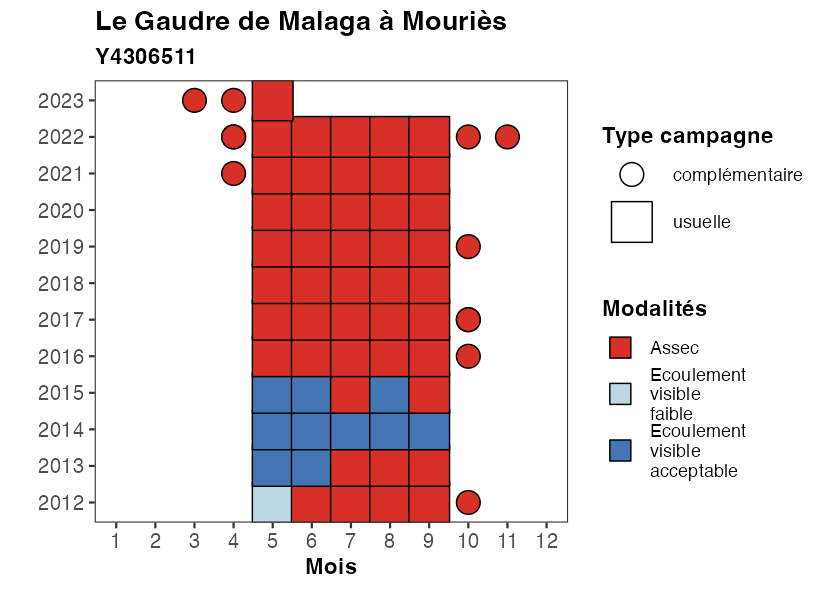 Le Gaudre de Malaga à Mouriès
Y4306511
2023
2022
2021
2020
2019
2018
2017
2016
2015
2014
2013
2012
1 2 3 4 5 6 7 8 9 10 11 12
Mois
Type campagne
complémentaire
usuelle
Modalités
Assec
Ecoulement
visible
faible
Ecoulement
visible
acceptable